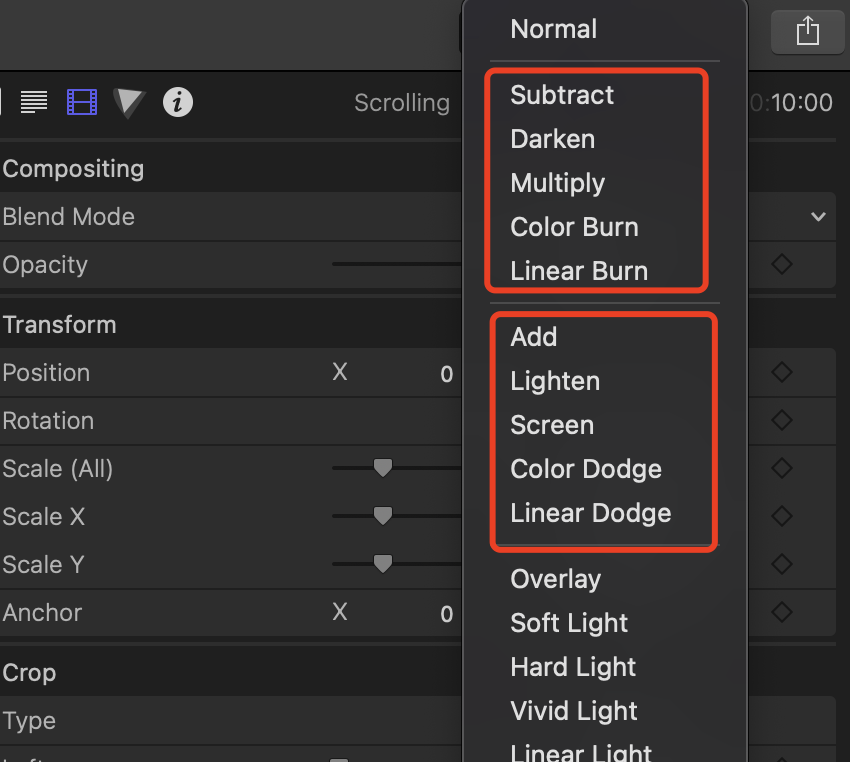 Normal
Scrolling
0:10:00
Subtract
Darken
Multiply
Color Burn
Linear Burn
Add
Lighten
Screen
Color Dodge
Linear Dodge
Overlay
Soft Light
Hard Light
Vivid Light
Linear Light
Compositing
Blend Mode
Opacity
Transform
Position X 0
Rotation
Scale (All)
Scale X
Scale Y
Anchor X 0
Crop
Type